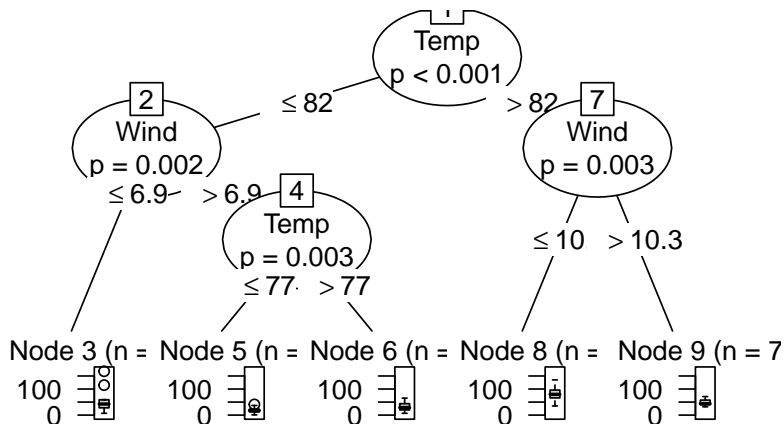 Temp
p < 0.001
≤ 82
> 82
2
Wind
p = 0.002
7
Wind
p = 0.003
≤ 6.9
> 6.9
4
Temp
p = 0.003
≤ 10
> 10.3
≤ 77
> 77
Node 3 (n =
Node 5 (n =
Node 6 (n =
Node 8 (n =
Node 9 (n = 7
100
0
100
0
100
0
100
0
100
0